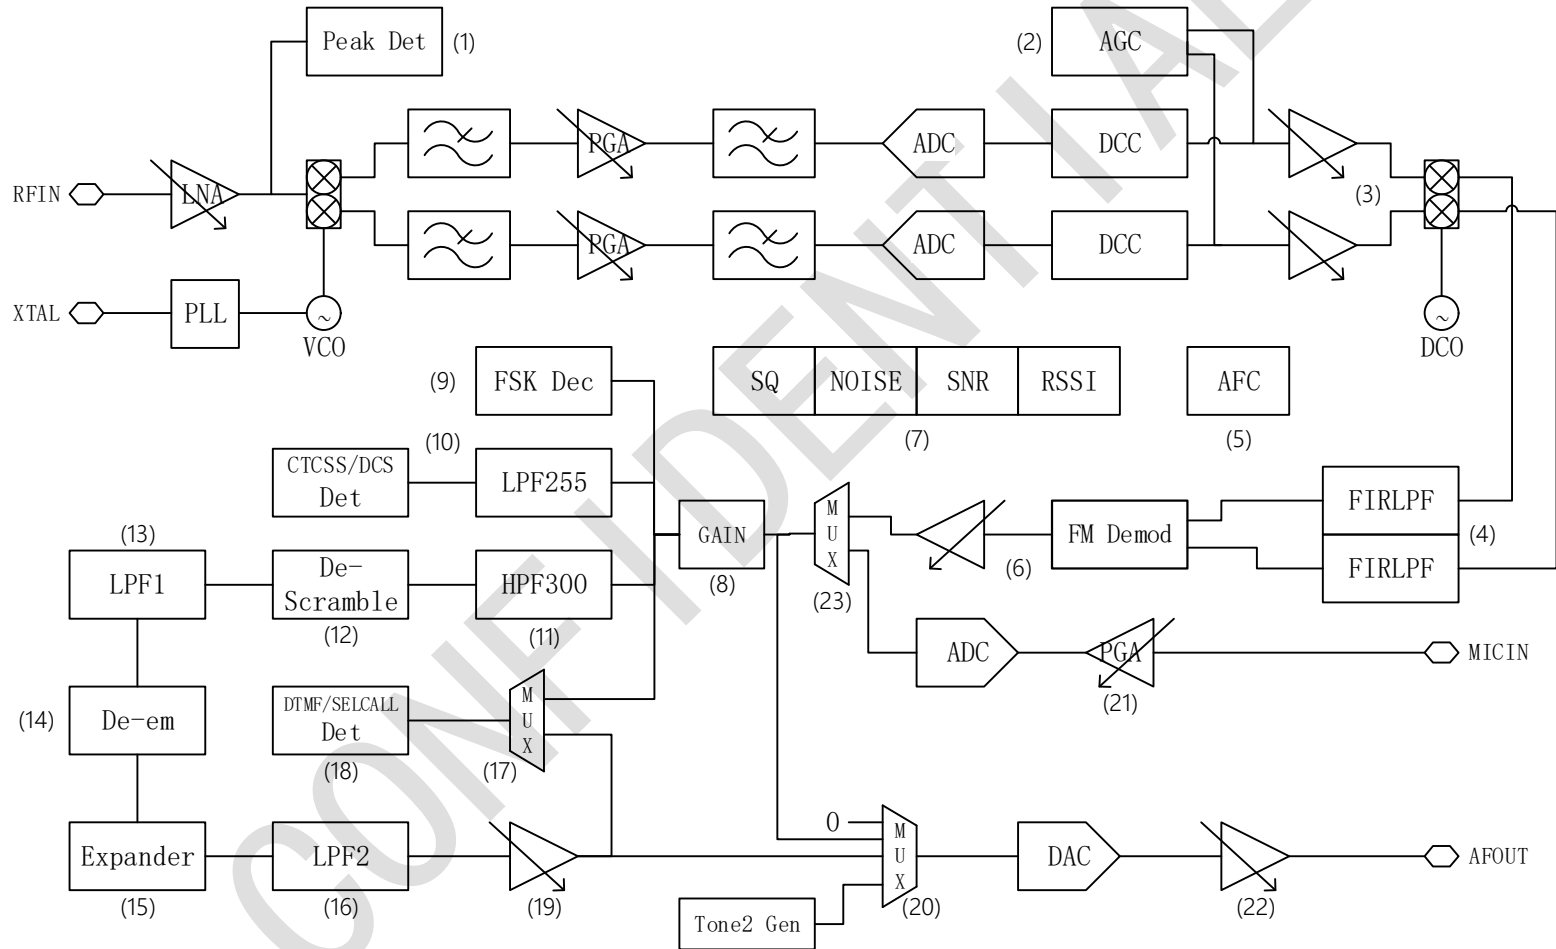 Peak Det
(1)
(2)
AGC
PGA
ADC
DCC
RFIN
LNA
(3)
PGA
ADC
DCC
XTAL
PLL
~
VCO
~
DCO
(9)
FSK Dec
SQ
NOISE
SNR
RSSI
AFC
(7)
(5)
(10)
CTCSS/DCS
Det
LPF255
FIRLPF
(4)
FIRLPF
FM Demod
(6)
MUX
(23)
GAIN
(8)
(13)
LPF1
De-
Scramble
(12)
HPF300
(11)
ADC
PGA
(21)
MICIN
(14)
De-em
DTMF/SELCALL
Det
(18)
MUX
(17)
Expander
(15)
LPF2
(16)
(19)
0
MUX
(20)
DAC
(22)
AFOUT
Tone2 Gen
CONFIDENTIAL